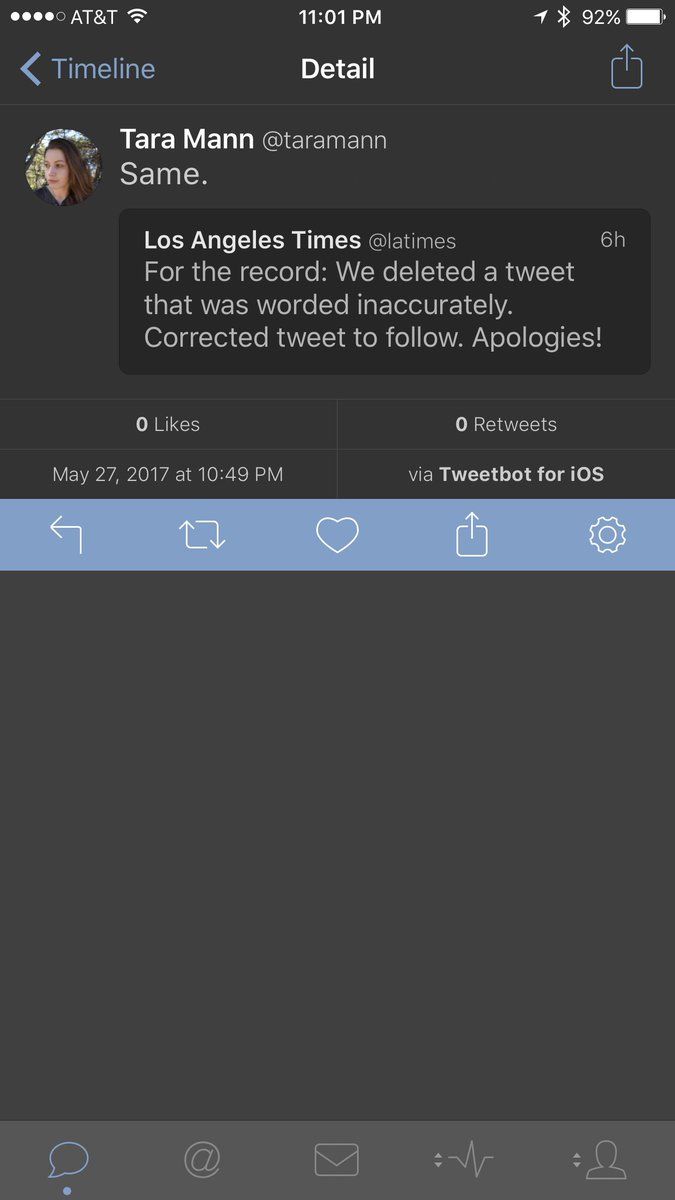 AT&T 11:01 PM 92%
Timeline Detail
Tara Mann @taramann
Same.
Los Angeles Times @latimes 6h
For the record: We deleted a tweet
that was worded inaccurately.
Corrected tweet to follow. Apologies!
0 Likes 0 Retweets
May 27, 2017 at 10:49 PM via Tweetbot for iOS